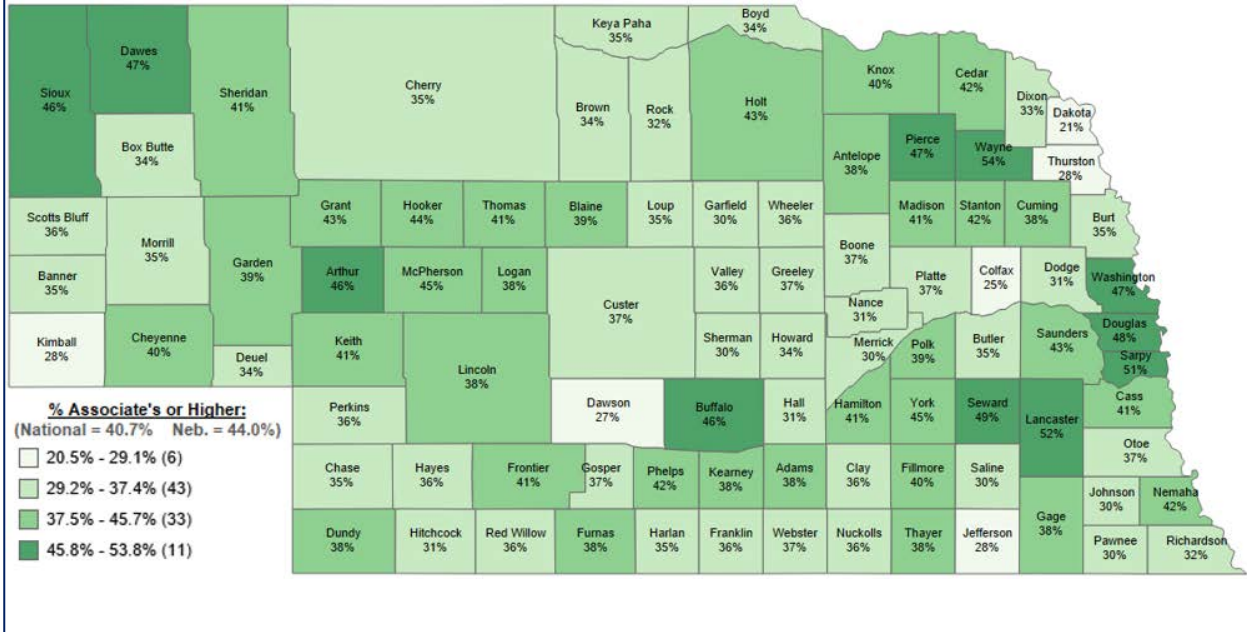 Keya Paha
35%
Boyd
34%
Dawes
47%
Sioux
46%
Sheridan
41%
Cherry
35%
Brown
34%
Rock
32%
Holt
43%
Knox
40%
Cedar
42%
Dixon
33%
Dakota
21%
Box Butte
34%
Antelope
38%
Pierce
47%
Wayne
54%
Thurston
28%
Scotts Bluff
36%
Morrill
35%
Garden
39%
Grant
43%
Hooker
44%
Thomas
41%
Blaine
39%
Loup
35%
Garfield
30%
Wheeler
36%
Madison
41%
Stanton
42%
Cuming
38%
Burt
35%
Boone
37%
Banner
35%
Arthur
46%
McPherson
45%
Logan
38%
Custer
37%
Valley
36%
Greeley
37%
Platte
37%
Colfax
25%
Dodge
31%
Washington
47%
Nance
31%
Kimball
28%
Cheyenne
40%
Deuel
34%
Keith
41%
Lincoln
38%
Sherman
30%
Howard
34%
Merrick
30%
Polk
39%
Butler
35%
Saunders
43%
Douglas
48%
Sarpy
51%
Perkins
36%
Dawson
27%
Buffalo
46%
Hall
31%
Hamilton
41%
York
45%
Seward
49%
Lancaster
52%
Cass
41%
Otoe
37%
Chase
35%
Hayes
36%
Frontier
41%
Gosper
37%
Phelps
42%
Kearney
38%
Adams
38%
Clay
36%
Fillmore
40%
Saline
30%
Gage
38%
Johnson
30%
Nemaha
42%
Dundy
38%
Hitchcock
31%
Red Willow
36%
Furnas
38%
Harlan
35%
Franklin
36%
Webster
37%
Nuckolls
36%
Thayer
38%
Jefferson
28%
Pawnee
30%
Richardson
32%
% Associate's or Higher:
(National = 40.7% Neb. = 44.0%)
20.5% - 29.1% (6)
29.2% - 37.4% (43)
37.5% - 45.7% (33)
45.8% - 53.8% (11)